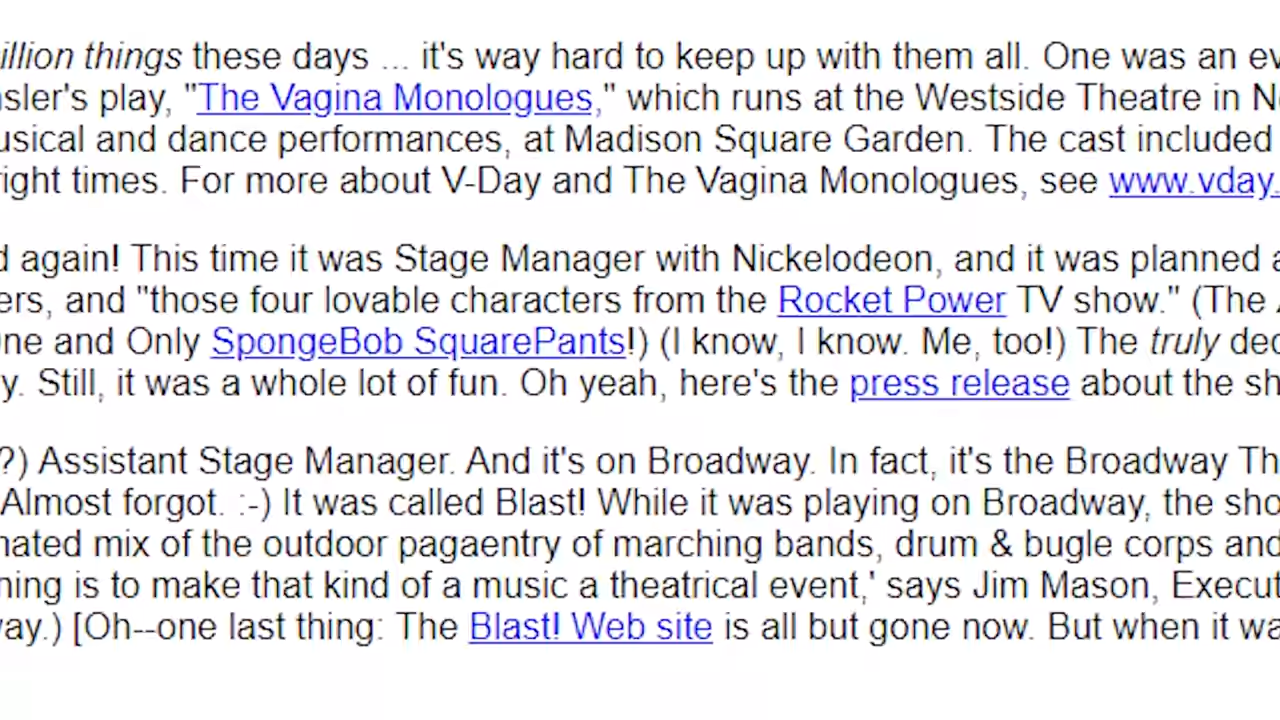 illion things these days ... it's way hard to keep up with them all. One was an ev
sler's play, "The Vagina Monologues," which runs at the Westside Theatre in N
usical and dance performances, at Madison Square Garden. The cast included
right times. For more about V-Day and The Vagina Monologues, see www.vday.
d again! This time it was Stage Manager with Nickelodeon, and it was planned a
ers, and "those four lovable characters from the Rocket Power TV show." (The
One and Only SpongeBob SquarePants!) (I know, I know. Me, too!) The truly dec
y. Still, it was a whole lot of fun. Oh yeah, here's the press release about the sh
?) Assistant Stage Manager. And it's on Broadway. In fact, it's the Broadway Th
Almost forgot. :-) It was called Blast! While it was playing on Broadway, the sho
nated mix of the outdoor pagaentry of marching bands, drum & bugle corps and
ning is to make that kind of a music a theatrical event,' says Jim Mason, Execut
way.) [Oh--one last thing: The Blast! Web site is all but gone now. But when it wa